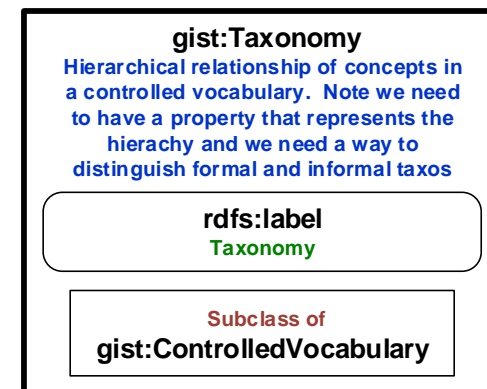 gist:Taxonomy
Hierarchical relationship of concepts in
a controlled vocabulary.  Note we need
to have a property that represents the
hierachy and we need a way to
distinguish formal and informal taxos
rdfs:label
Taxonomy
Subclass of
gist:ControlledVocabulary